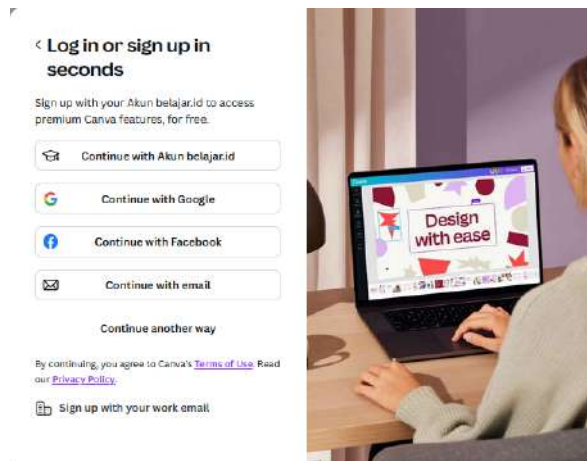 Log in or sign up in
seconds
Sign up with your Akun belajar.id to access
premium Canva features, for free.
Continue with Akun belajar.id
Continue with Google
Continue with Facebook
Continue with email
Continue another way
By continuing, you agree to Canva's Terms of Use. Read
our Privacy Policy.
Sign up with your work email
Design
with ease